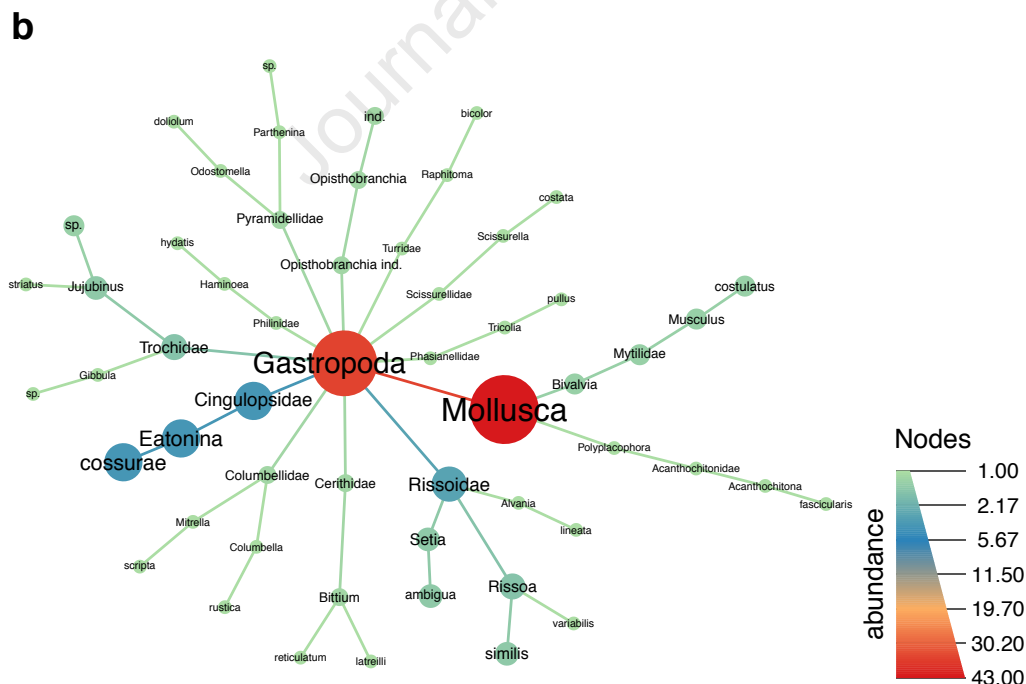 b
Journal
sp.
doliolum
Parthenina
ind.
bicolor
Odostomella
Opisthobranchia
Raphitoma
costata
sp.
Pyramidellidae
hydatis
Turridae
Scissurella
striatus
Jujubinus
Haminoea
Opisthobranchia ind.
Scissurellidae
pullus
costulatus
Philinidae
Tricolia
Musculus
Trochidae
Gastropoda
Phasianellidae
Mytilidae
Gibbula
sp.
Cingulopsidae
Mollusca
Bivalvia
Eatonina
cossurae
Polyplacophora
Columbellidae
Cerithidae
Rissoidae
Acanthochitonidae
Acanthochitona
fascicularis
Alvania
Mitrella
lineata
Columbella
Setia
scripta
rustica
Bittium
ambigua
Rissoa
variabilis
reticulatum
latreilli
similis
Nodes
abundance
1.00
2.17
5.67
11.50
19.70
30.20
43.00